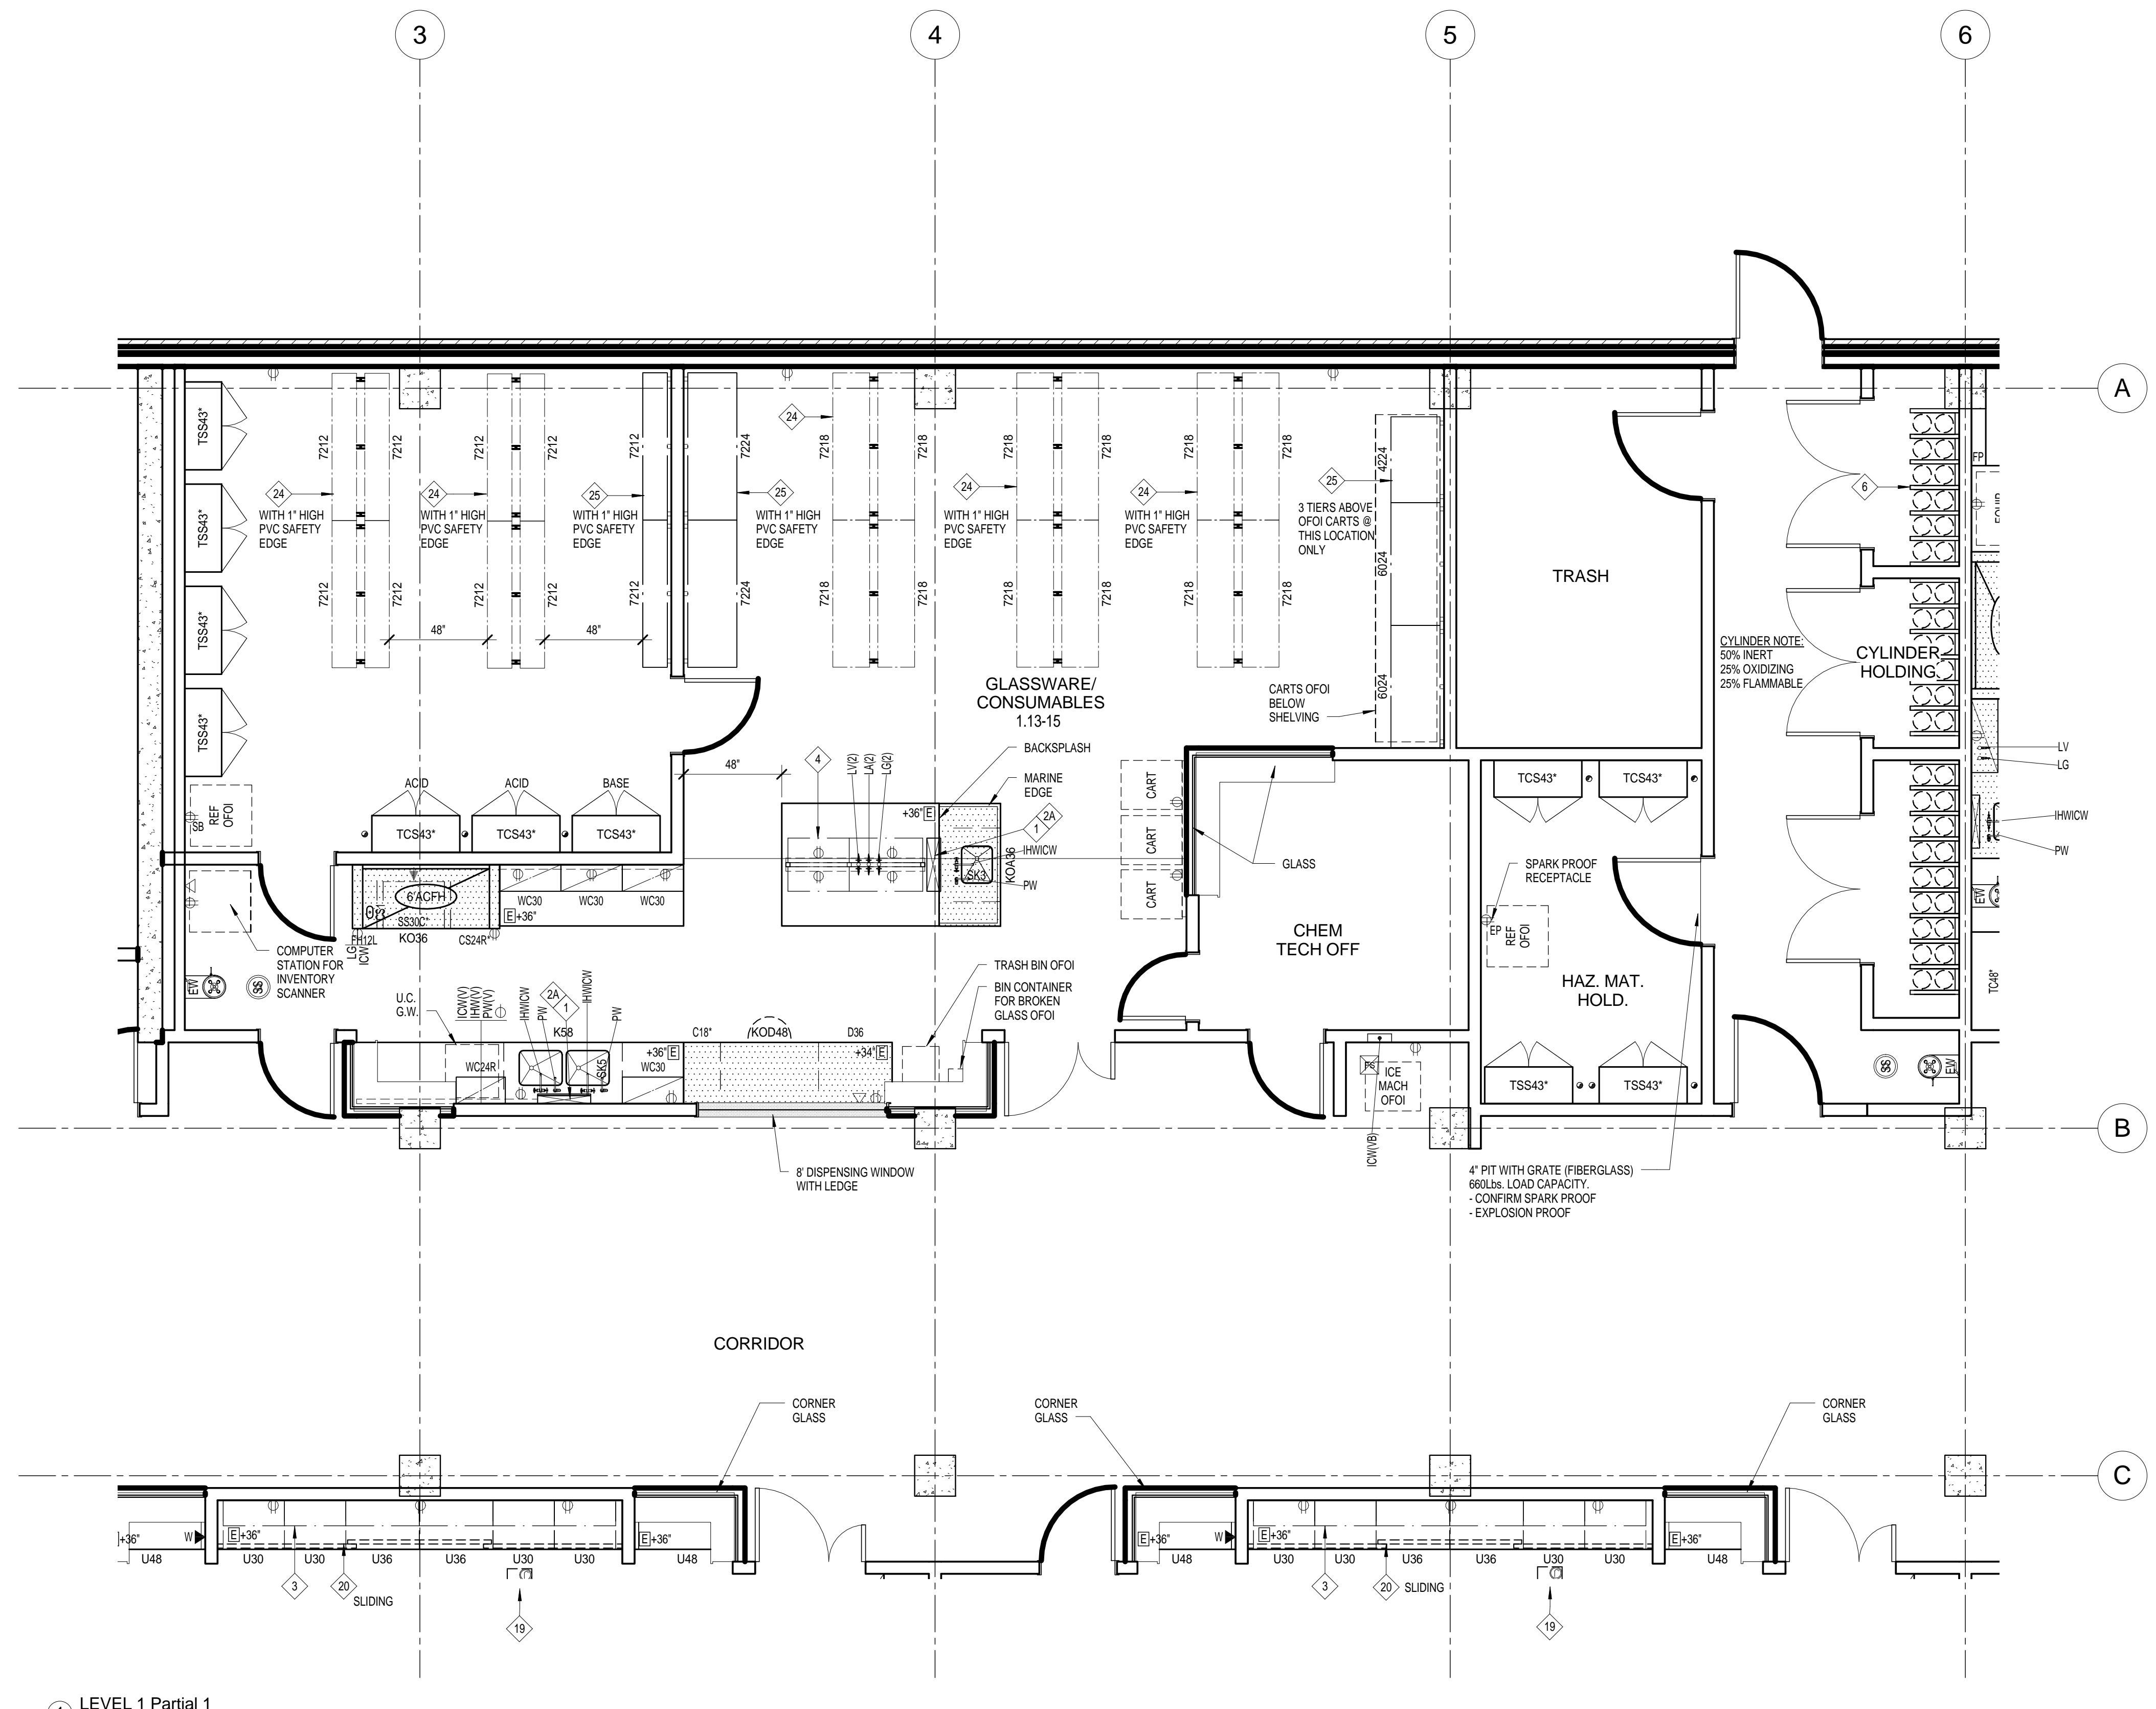 3
4
5
6
A
TSS43*
TSS43*
TSS43*
TSS43*
7212
7212
7212
7212
7212
7224
7218
7218
7218
7218
7218
7218
4224
24
24
24
25
25
24
24
25
6
WITH 1" HIGH
PVC SAFETY
EDGE
WITH 1" HIGH
PVC SAFETY
EDGE
WITH 1" HIGH
PVC SAFETY
EDGE
WITH 1" HIGH
PVC SAFETY
EDGE
WITH 1" HIGH
PVC SAFETY
EDGE
WITH 1" HIGH
PVC SAFETY
EDGE
3 TIERS ABOVE
OFOI CARTS @
THIS LOCATION
ONLY
FP
7212
7212
7212
7212
7212
7224
7218
7218
7218
7218
7218
7218
6024
6024
48"
48"
TRASH
CYLINDER NOTE:
50% INERT
25% OXIDIZING
25% FLAMMABLE
CYLINDER
HOLDING
GLASSWARE/
CONSUMABLES
1.13-15
CARTS OFOI
BELOW
SHELVING
BACKSPLASH
MARINE
EDGE
4
48"
LV(2)
LA(2)
LG(2)
+36" E
2A
1
IHWICW
SK3
KOA36
PW
CART
CART
CART
GLASS
LV
LG
IHWICW
PW
ACID
ACID
BASE
TCS43*
TCS43*
TCS43*
TCS43*
TCS43*
REF
OFOI
SB
6'ACFH
SS30C*
FH12L
KO36
CS24R*
LG
ICW
WC30
WC30
WC30
E +36"
COMPUTER
STATION FOR
INVENTORY
SCANNER
EW
SS
SPARK PROOF
RECEPTACLE
EP
REF
OFOI
CHEM
TECH OFF
HAZ. MAT.
HOLD.
EW
TC48*
TRASH BIN OFOI
BIN CONTAINER
FOR BROKEN
GLASS OFOI
U.C.
G.W.
ICW(V)
IHW(V)
PW(V)
IHWICW
PW
2A
1
IHWICW
PW
K58
SK5
C18*
KOD48
D36
WC24R
+36" E
WC30
+34" E
FS
ICE
MACH
OFOI
ICW(VB)
TSS43*
TSS43*
SS
EW
B
8' DISPENSING WINDOW
WITH LEDGE
4" PIT WITH GRATE (FIBERGLASS)
660Lbs. LOAD CAPACITY.
- CONFIRM SPARK PROOF
- EXPLOSION PROOF
CORRIDOR
CORNER
GLASS
CORNER
GLASS
CORNER
GLASS
C
E +36"
W
E +36"
E +36"
E +36"
W
E +36"
E +36"
U48
U30
U30
U36
U36
U30
U30
U48
U48
U30
U30
U36
U36
U30
U30
U48
3
20
SLIDING
19
3
20
SLIDING
19
LEVEL 1 Partial 1